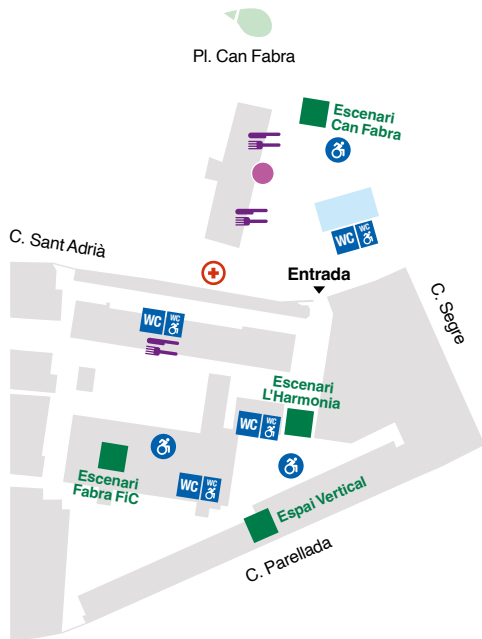 Pl. Can Fabra
Escenari
Can Fabra
WC
WC
C. Sant Adrià
Entrada
C. Segre
WC
WC
Escenari
L'Harmonia
WC
WC
Escenari
Fabra FiC
WC
WC
Espai Vertical
C. Parellada